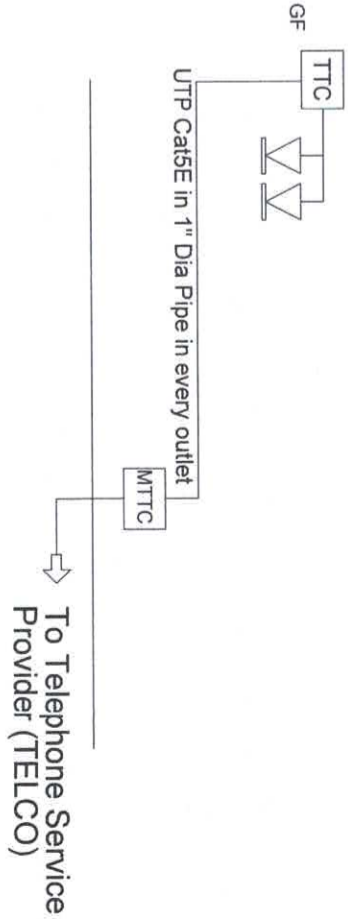 GF
TTC
UTP Cat5E in 1" Dia Pipe in every outlet
MTTC
To Telephone Service
Provider (TELCO)